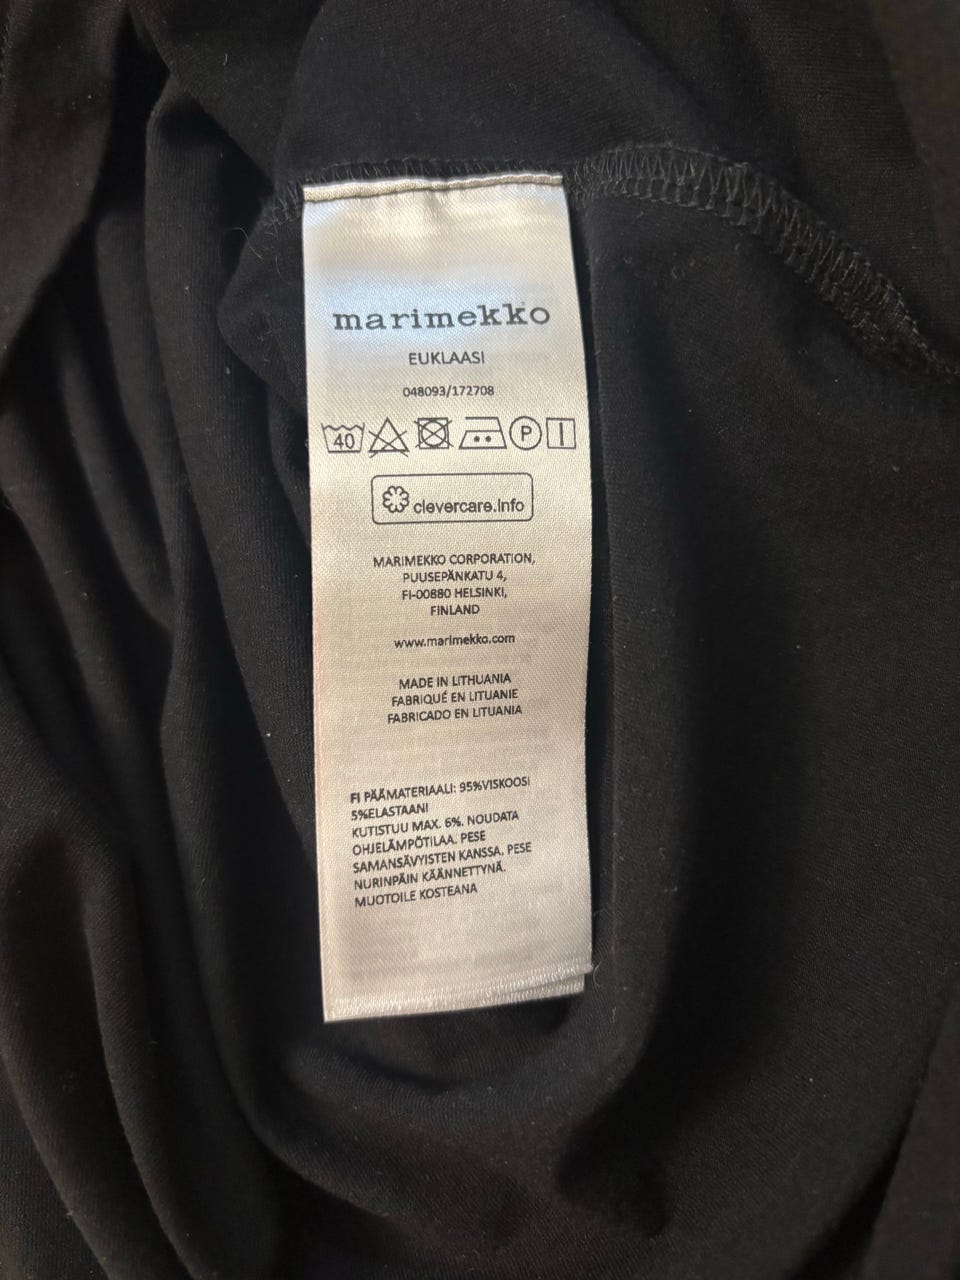 marimekko
EUKLAASI
048093/172708
40 P
clevercare.info
MARIMEKKO CORPORATION,
PUUSEPÄNKATU 4,
FI-00880 HELSINKI,
FINLAND
www.marimekko.com
MADE IN LITHUANIA
FABRIQUÉ EN LITUANIE
FABRICADO EN LITUANIA
FI PÄÄMATERIAALI: 95%VISKOOSI
5%ELASTAANI
KUTISTUU MAX. 6%. NOUDATA
OHJELÄMPÖTILAA. PESE
SAMANSÄVYISTEN KANSSA. PESE
NURINPÄIN KÄÄNNETTYNÄ.
MUOTOILE KOSTEANA